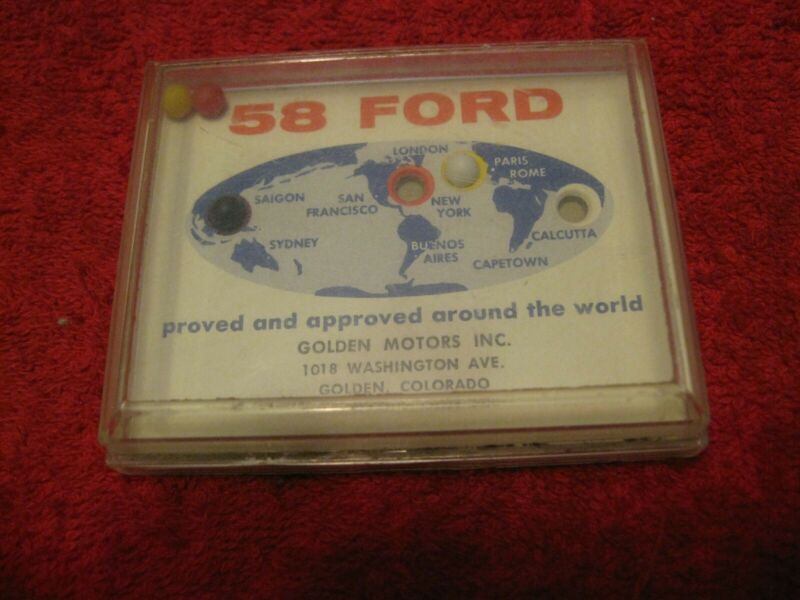 58 FORD
LONDON
PARIS
ROME
SAIGON
SAN
FRANCISCO
NEW
YORK
SYDNEY
BUENOS
AIRES
CALCUTTA
CAPETOWN
proved and approved around the world
GOLDEN MOTORS INC.
1018 WASHINGTON AVE.
GOLDEN, COLORADO